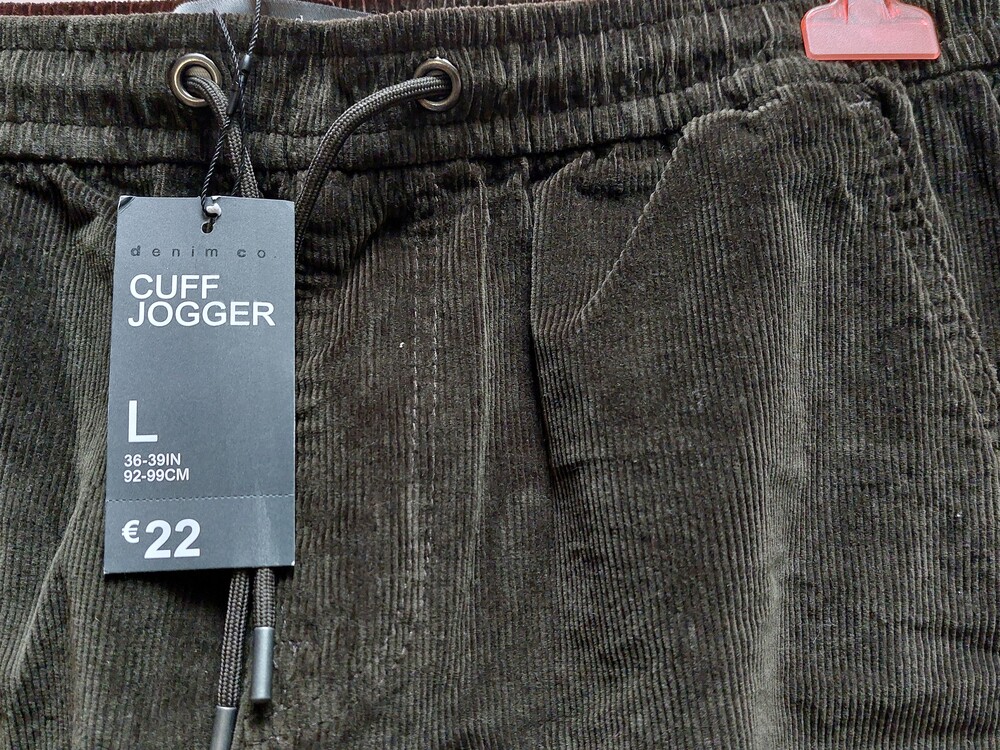 denim co.
CUFF
JOGGER
L
36-39IN
92-99CM
€22